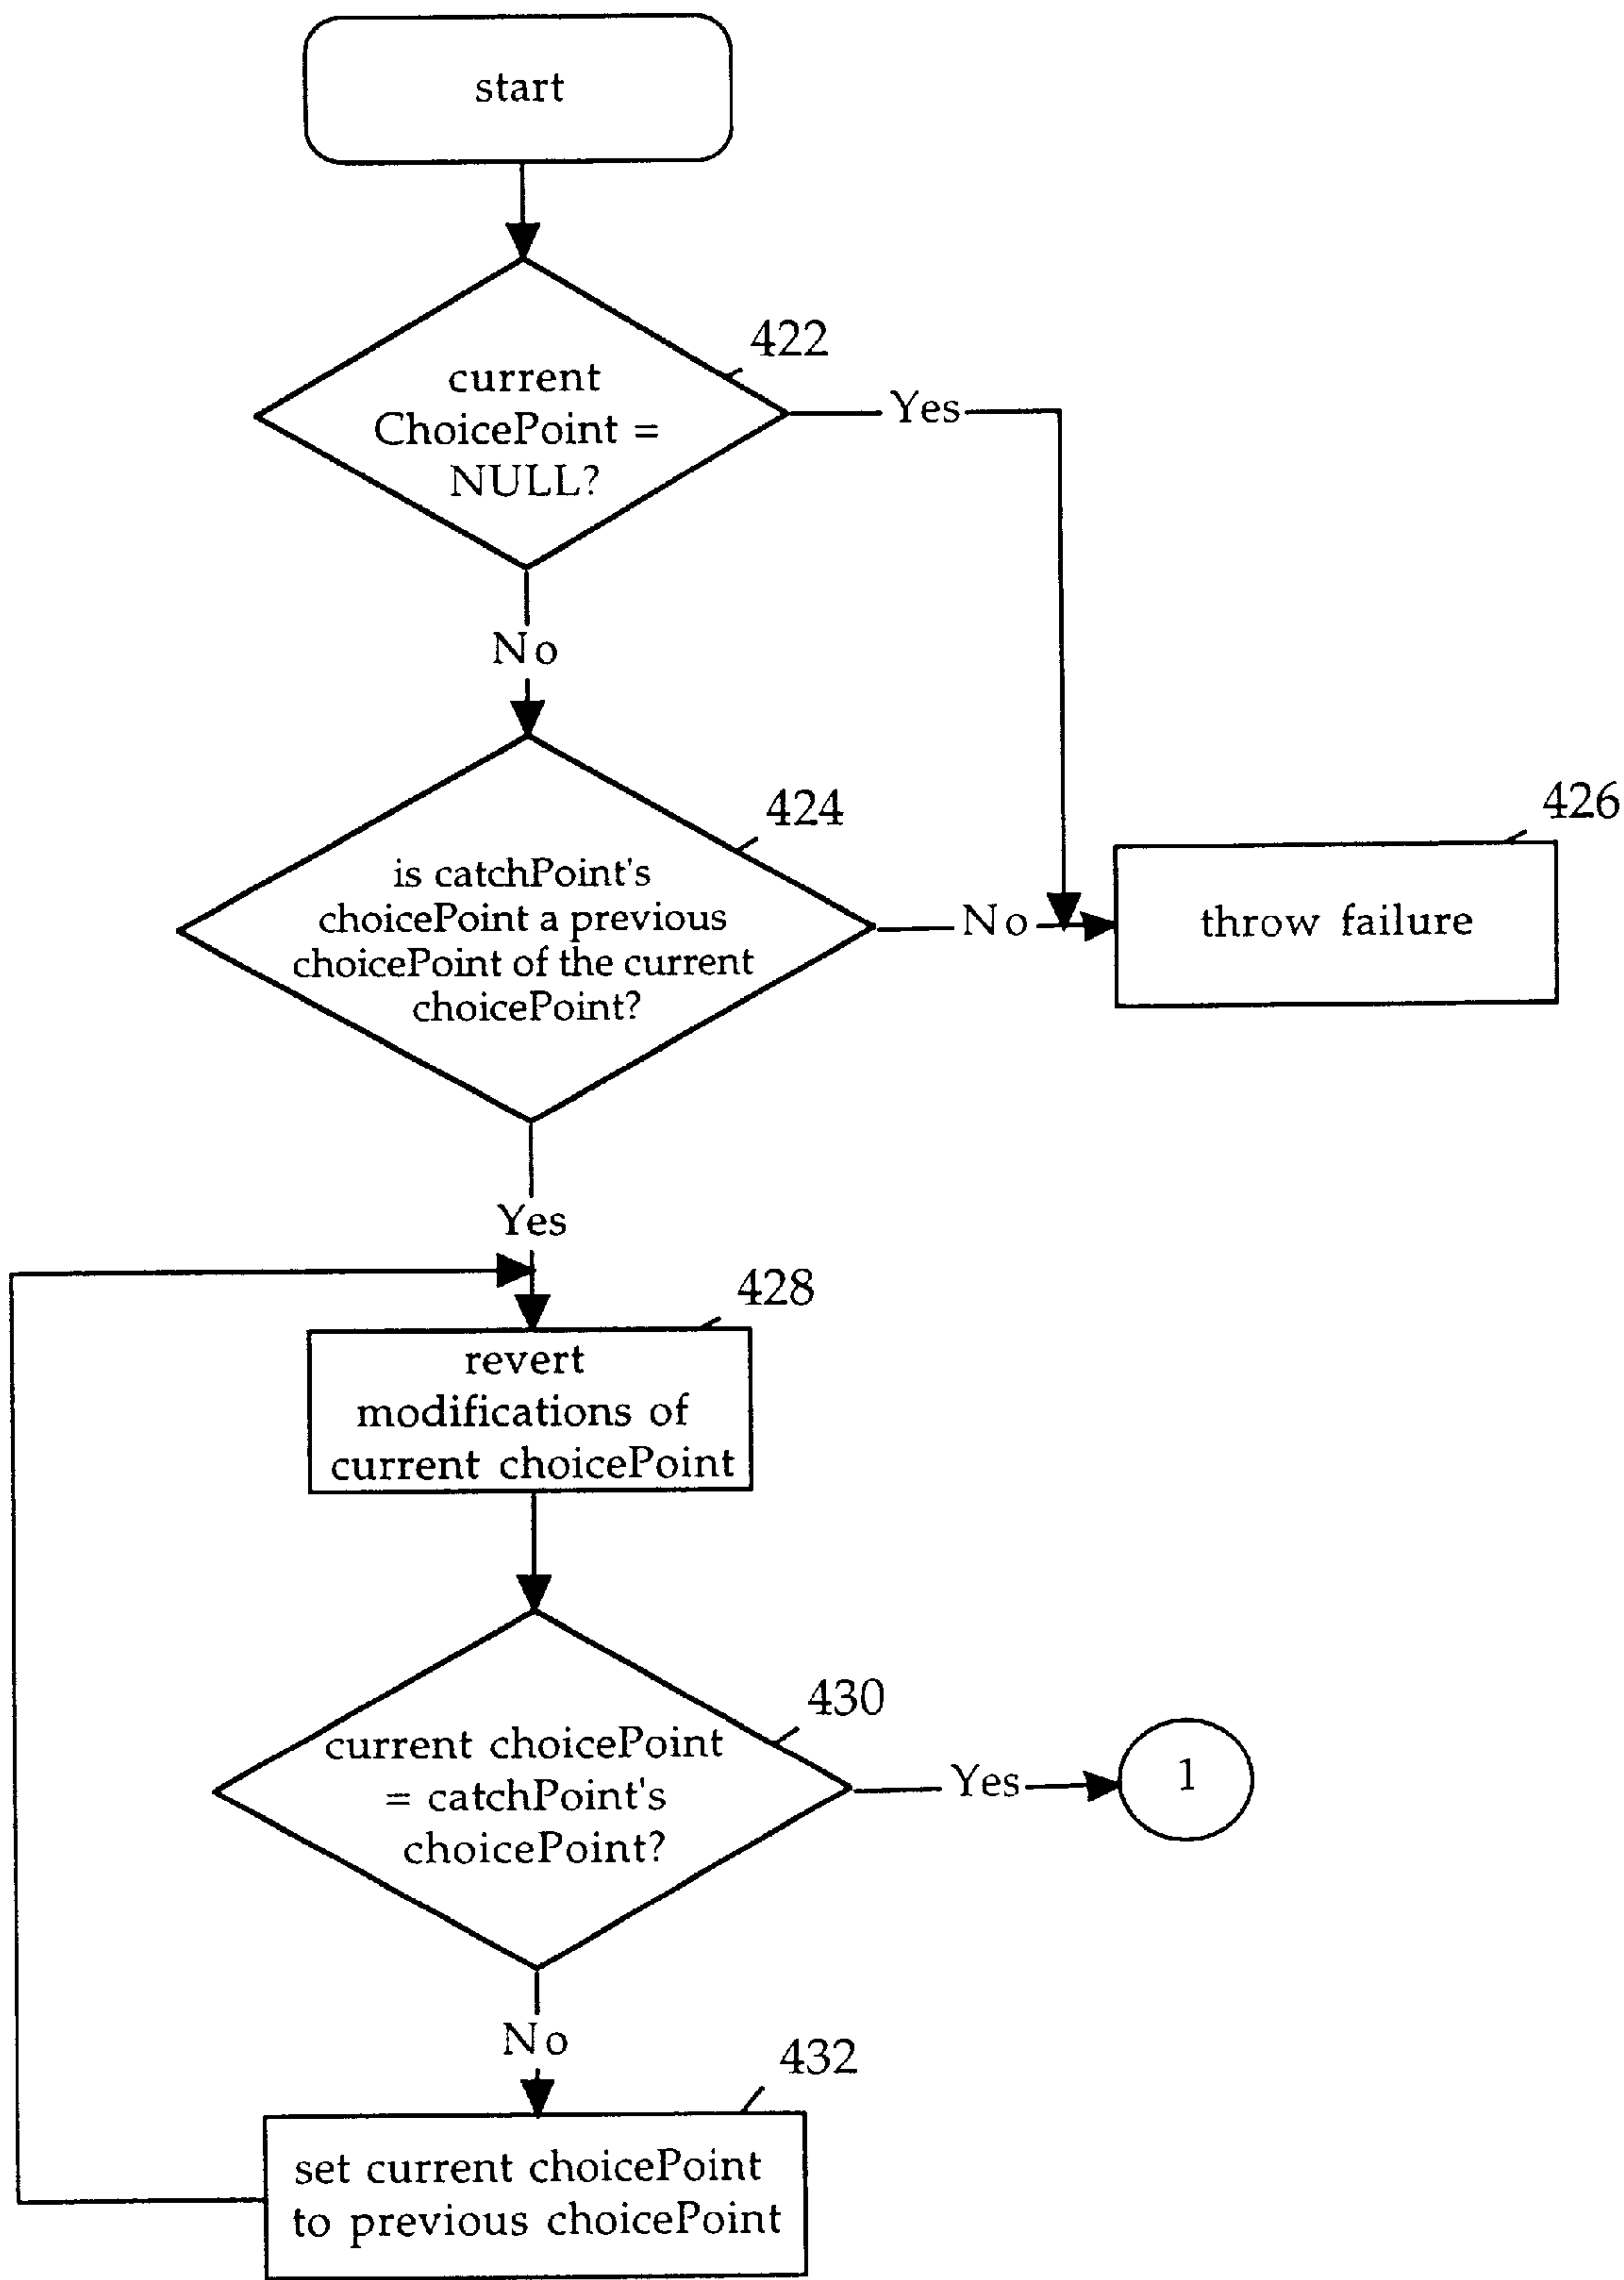 start
422
current
ChoicePoint =
NULL?
Yes
No
424
is catchPoint's
choicePoint a previous
choicePoint of the current
choicePoint?
No
426
throw failure
Yes
428
revert
modifications of
current choicePoint
430
current choicePoint
= catchPoint's
choicePoint?
Yes
1
No
432
set current choicePoint
to previous choicePoint